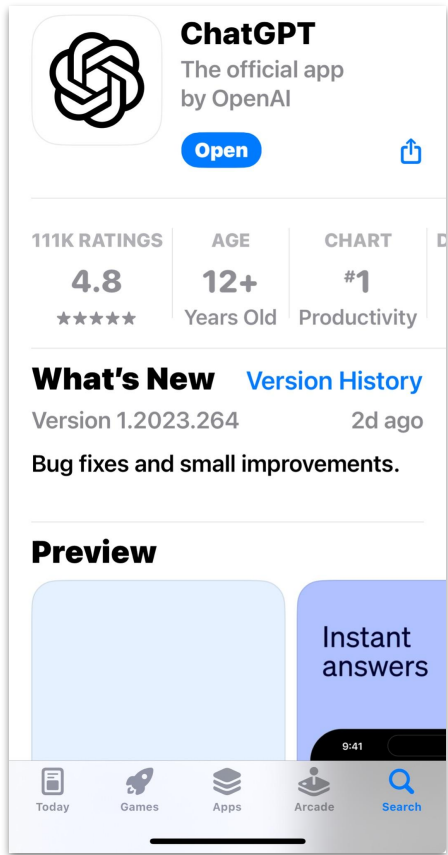 ChatGPT
The official app
by OpenAI
Open
111K RATINGS
4.8
★★★★★
AGE
12+
Years Old
CHART
#1
Productivity
D
What's New
Version History
Version 1.2023.264
2d ago
Bug fixes and small improvements.
Preview
Instant
answers
9:41
Today
Games
Apps
Arcade
Search